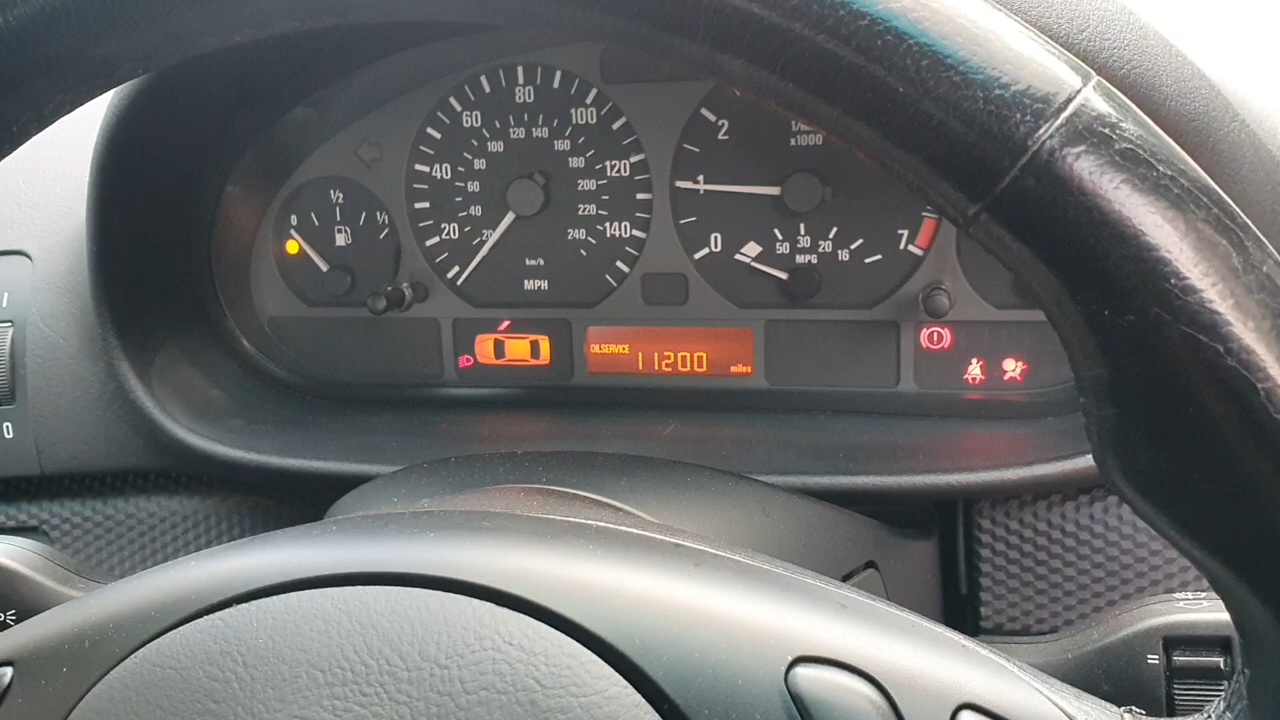 80
60 100
120 140
100 160
80 180
40 120
60 200
40 220
20 140
20 240
km/h
MPH
1/2
0 1/1
2
1/m
x1000
1
0 7
50 30 20 16
MPG
OILSERVICE
11200 miles
I
0